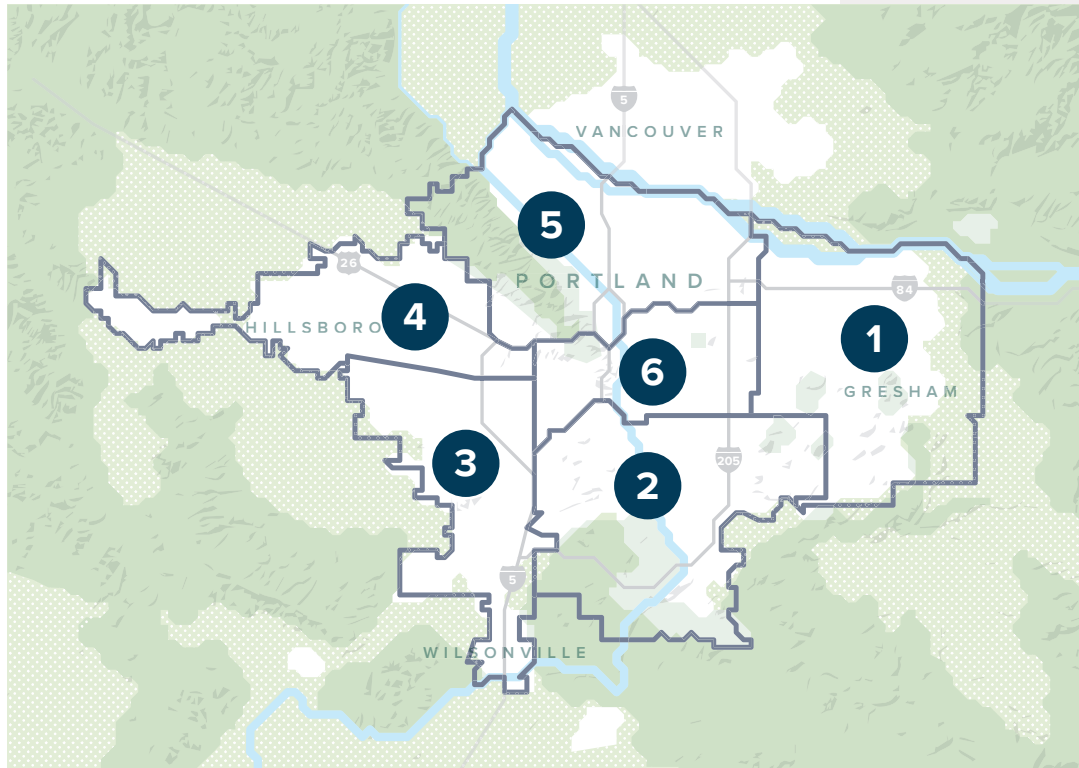 5
VANCOUVER
5
PORTLAND
26
84
4
HILLSBORO
1
6
GRESHAM
3
205
2
5
WILSONVILLE